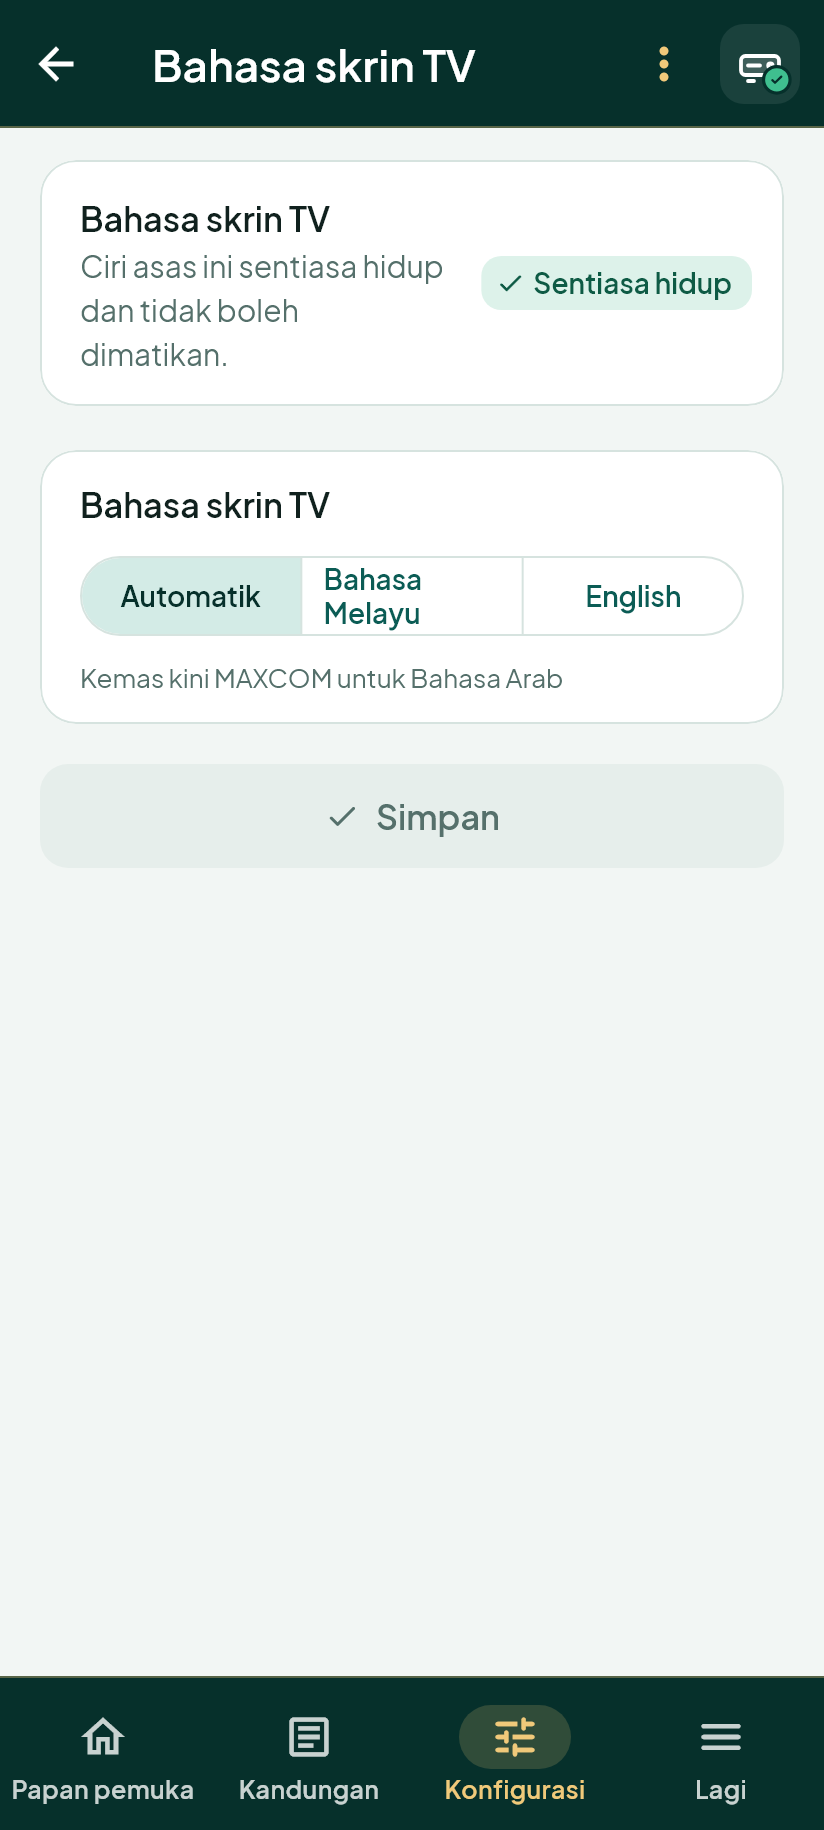 Bahasa skrin TV
Bahasa skrin TV
Ciri asas ini sentiasa hidup
dan tidak boleh
dimatikan.
Sentiasa hidup
Bahasa skrin TV
Automatik
Bahasa
Melayu
English
Kemas kini MAXCOM untuk Bahasa Arab
Simpan
Papan pemuka
Kandungan
Konfigurasi
Lagi